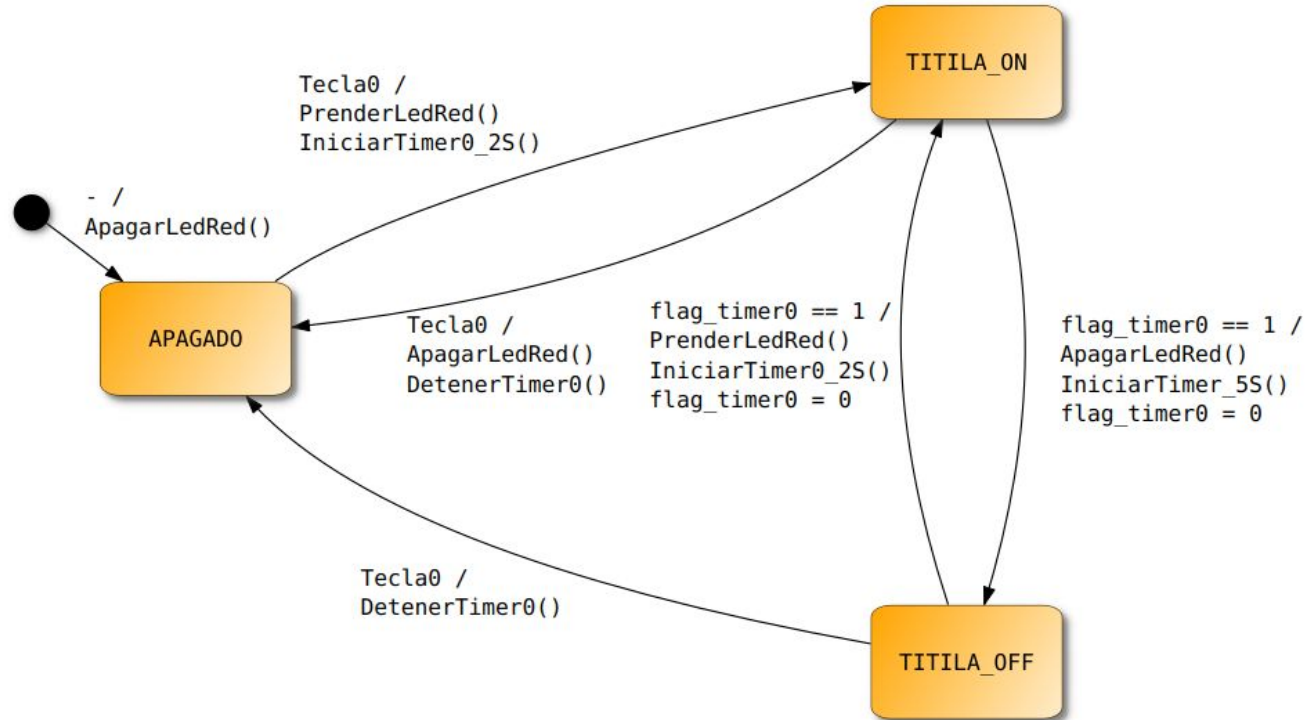 TITILA_ON
Tecla0 /
PrenderLedRed()
IniciarTimer0_2S()
- /
ApagarLedRed()
APAGADO
Tecla0 /
ApagarLedRed()
DetenerTimer0()
flag_timer0 == 1 /
PrenderLedRed()
IniciarTimer0_2S()
flag_timer0 = 0
flag_timer0 == 1 /
ApagarLedRed()
IniciarTimer_5S()
flag_timer0 = 0
Tecla0 /
DetenerTimer0()
TITILA_OFF